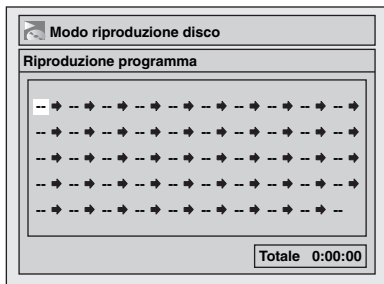 Modo riproduzione disco
Riproduzione programma
-- ➡ -- ➡ -- ➡ -- ➡ -- ➡ -- ➡ -- ➡ -- ➡ -- ➡ -- ➡
-- ➡ -- ➡ -- ➡ -- ➡ -- ➡ -- ➡ -- ➡ -- ➡ -- ➡ -- ➡
-- ➡ -- ➡ -- ➡ -- ➡ -- ➡ -- ➡ -- ➡ -- ➡ -- ➡ -- ➡
-- ➡ -- ➡ -- ➡ -- ➡ -- ➡ -- ➡ -- ➡ -- ➡ -- ➡ -- ➡
-- ➡ -- ➡ -- ➡ -- ➡ -- ➡ -- ➡ -- ➡ -- ➡ -- ➡ --
Totale 0:00:00